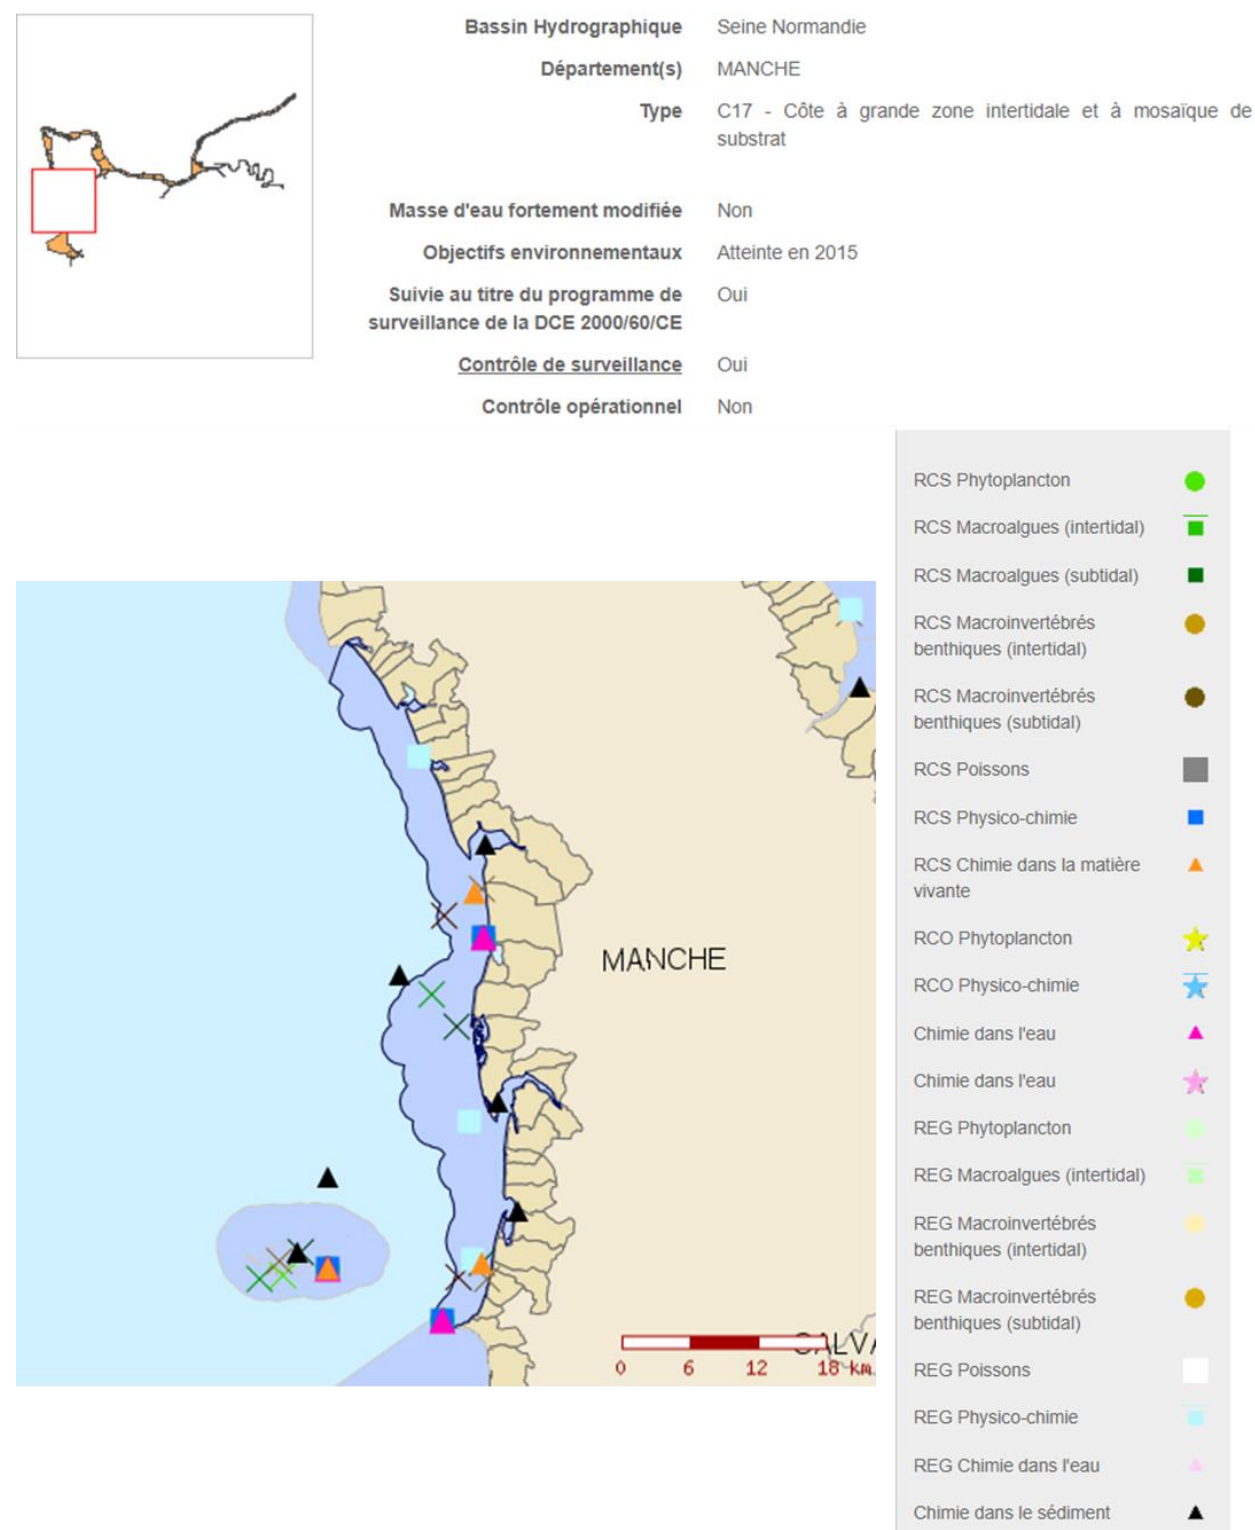 Bassin Hydrographique Seine Normandie
Département(s) MANCHE
Type C17 - Côte à grande zone intertidale et à mosaïque de
substrat
Masse d'eau fortement modifiée Non
Objectifs environnementaux Atteinte en 2015
Suivie au titre du programme de Oui
surveillance de la DCE 2000/60/CE
Contrôle de surveillance Oui
Contrôle opérationnel Non
MANCHE
CALVA
0 6 12 18 km
RCS Phytoplancton
RCS Macroalgues (intertidal)
RCS Macroalgues (subtidal)
RCS Macroinvertébrés
benthiques (intertidal)
RCS Macroinvertébrés
benthiques (subtidal)
RCS Poissons
RCS Physico-chimie
RCS Chimie dans la matière
vivante
RCO Phytoplancton
RCO Physico-chimie
Chimie dans l'eau
Chimie dans l'eau
REG Phytoplancton
REG Macroalgues (intertidal)
REG Macroinvertébrés
benthiques (intertidal)
REG Macroinvertébrés
benthiques (subtidal)
REG Poissons
REG Physico-chimie
REG Chimie dans l'eau
Chimie dans le sédiment